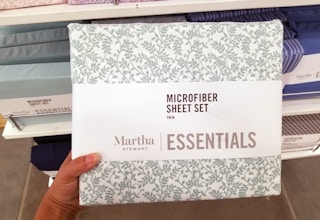 MICROFIBER
SHEET SET
TWIN
Martha
STEWART
ESSENTIALS